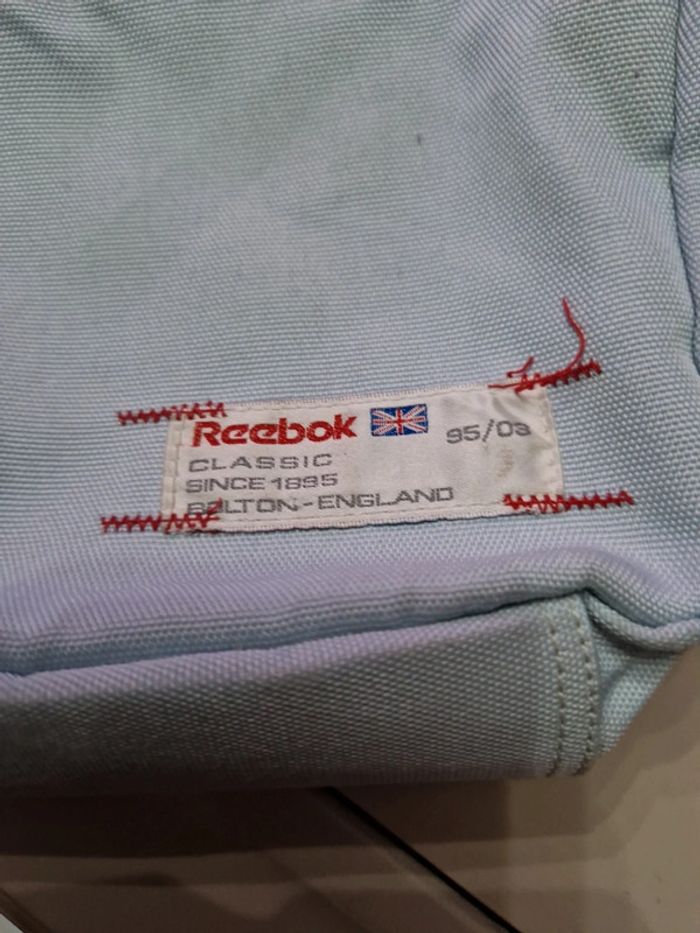 Reebok 95/03
CLASSIC
SINCE 1895
BOLTON-ENGLAND